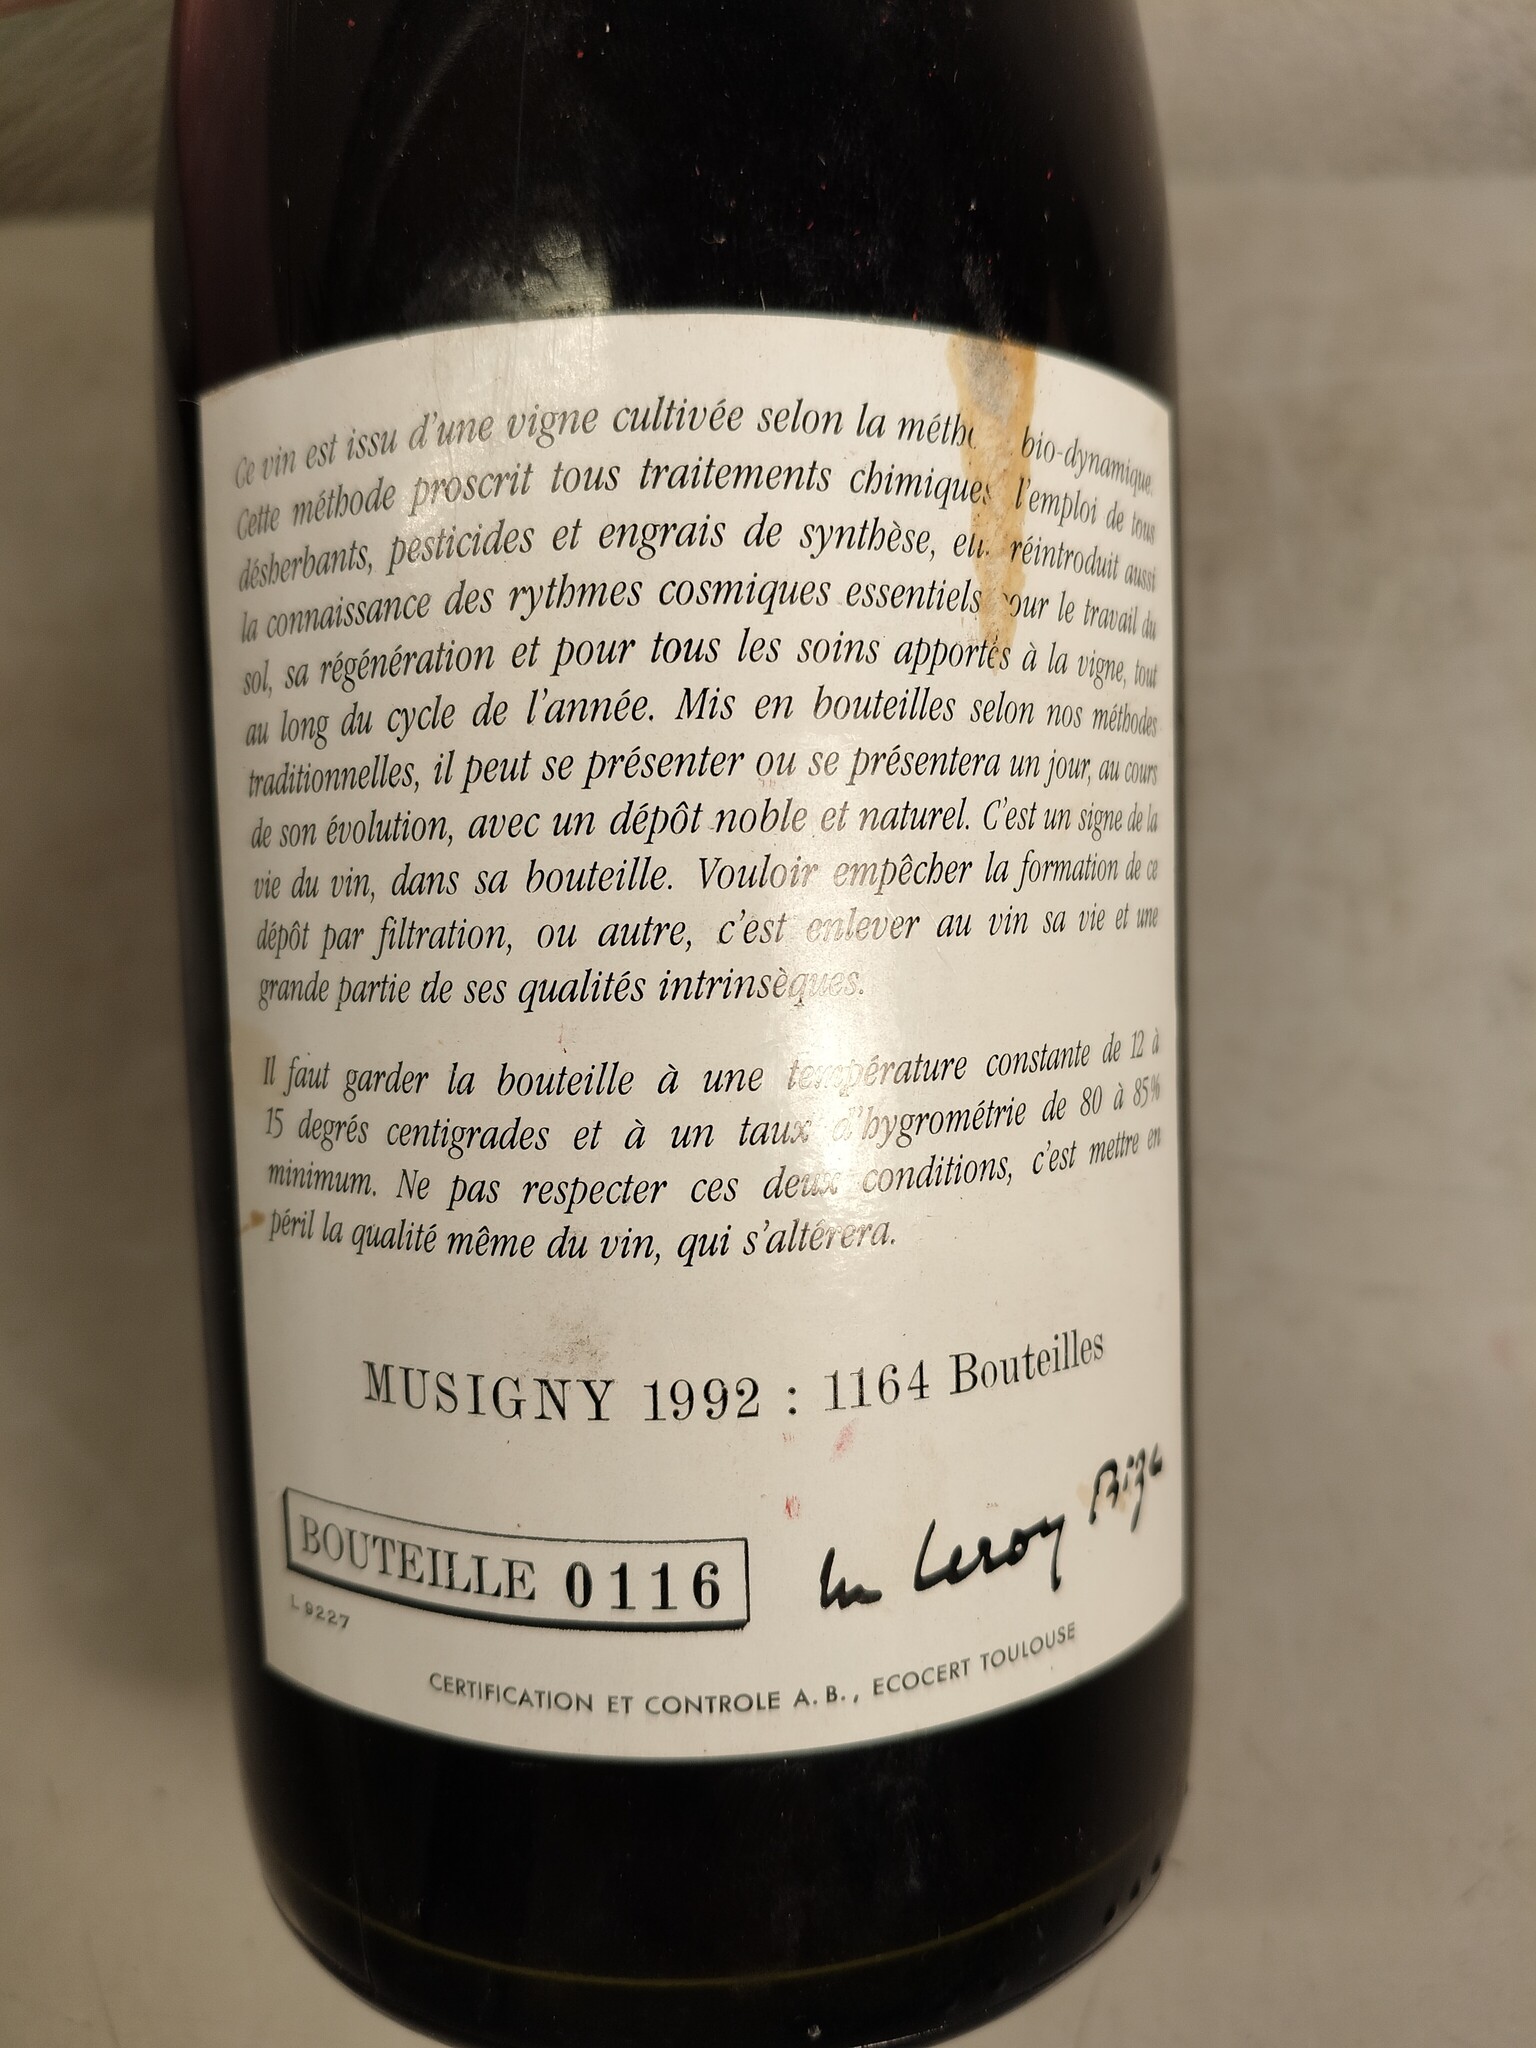 Ce vin est issu d'une vigne cultivée selon la bio-dynamique.
Cette méthode proscrit tous traitements chimiques l'emploi de tous
désherbants, pesticides et engrais de synthèse, réintroduit aussi
la connaissance des rythmes cosmiques essentiels pour le travail du
sol, sa régénération et pour tous les soins apportés à la vigne, tout
au long du cycle de l'année. Mis en bouteilles selon nos méthodes
traditionnelles, il peut se présenter ou se présentera un jour, au cours
de son évolution, avec un dépôt noble et naturel. C'est un signe de la
vie du vin, dans sa bouteille. Vouloir empêcher la formation de ce
dépôt par filtration, ou autre, c'est enlever au vin sa vie et une
grande partie de ses qualités intrinsèques.
Il faut garder la bouteille à une température constante de 12 à
15 degrés centigrades et à un taux d'hygrométrie de 80 à 85%
minimum. Ne pas respecter ces deux conditions, c'est mettre en
péril la qualité même du vin, qui s'altérera.
MUSIGNY 1992 : 1164 Bouteilles
BOUTEILLE 0116
Leroy
L 9227
CERTIFICATION ET CONTROLE A.B., ECOCERT TOULOUSE